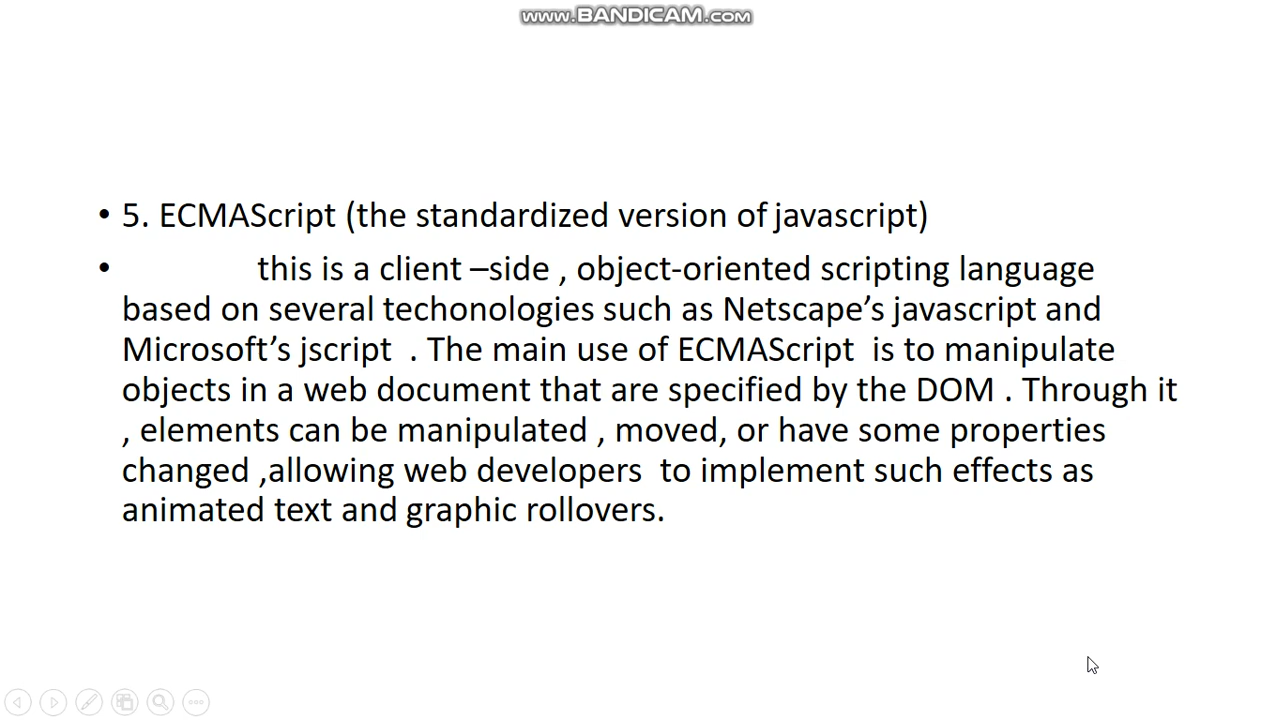 www.BANDICAM.com
• 5. ECMAScript (the standardized version of javascript)
• this is a client –side , object-oriented scripting language
based on several techonologies such as Netscape’s javascript and
Microsoft’s jscript . The main use of ECMAScript is to manipulate
objects in a web document that are specified by the DOM . Through it
, elements can be manipulated , moved, or have some properties
changed ,allowing web developers to implement such effects as
animated text and graphic rollovers.